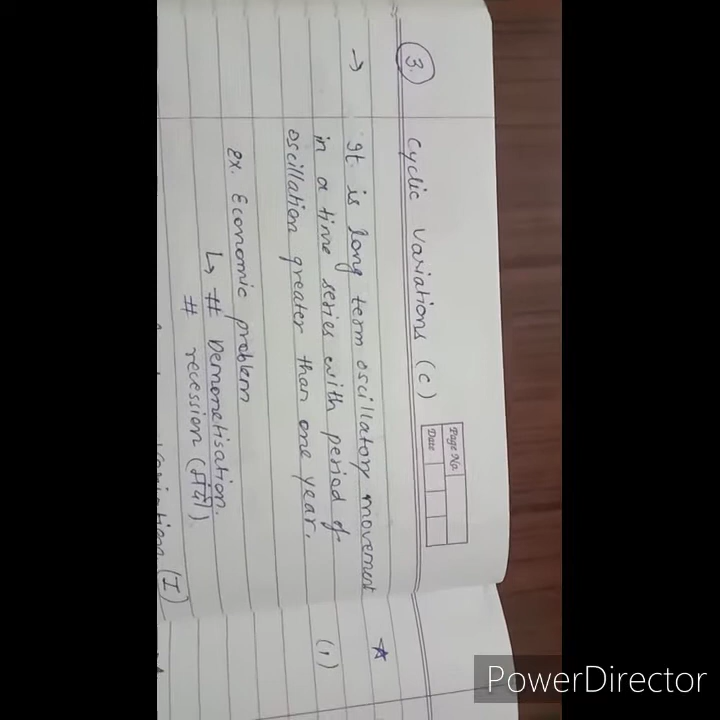 Page No.
Date
3. Cyclic Variations (C)
→ It is long term oscillatory movement
in a time series with period of
oscillation greater than one year.
ex. Economic problem
↳ # Demonetisation.
# recession (मंदी)
(I)
★
(1)
PowerDirector